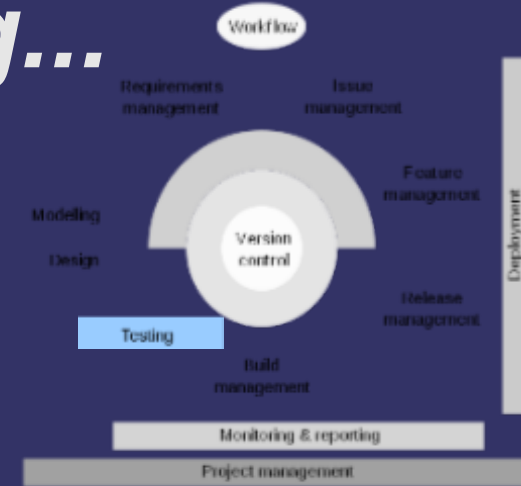 g...
Workflow
Requirements
management
Issue
management
Feature
management
Modeling
Version
control
Design
Deployment
Release
management
Testing
Build
management
Monitoring & reporting
Project management